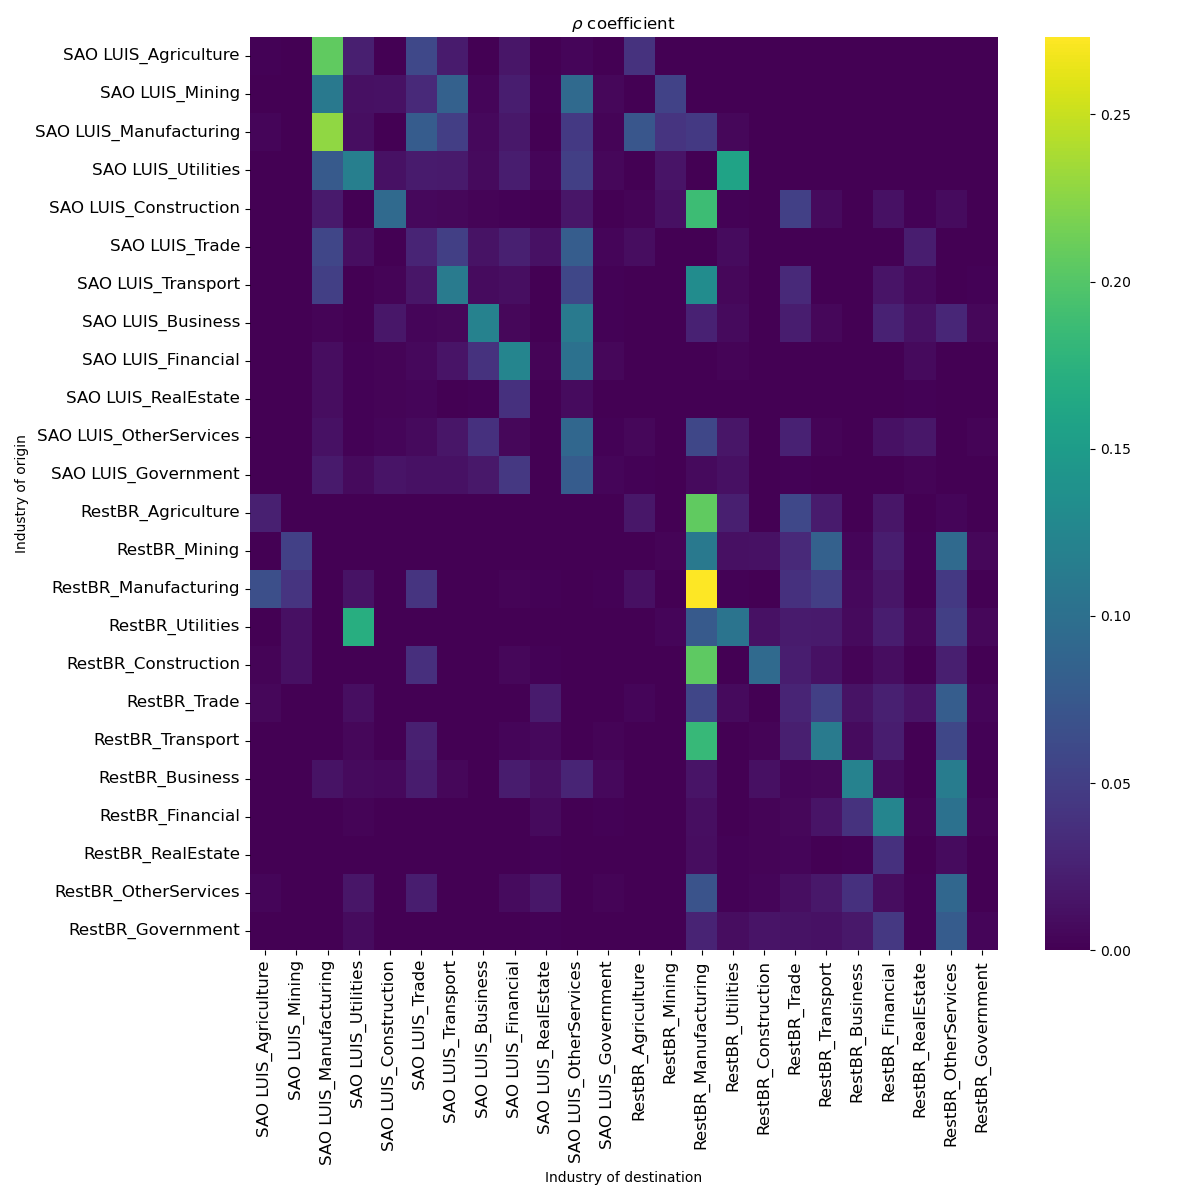 ρ coefficient
Industry of origin
SAO LUIS_Agriculture
SAO LUIS_Mining
SAO LUIS_Manufacturing
SAO LUIS_Utilities
SAO LUIS_Construction
SAO LUIS_Trade
SAO LUIS_Transport
SAO LUIS_Business
SAO LUIS_Financial
SAO LUIS_RealEstate
SAO LUIS_OtherServices
SAO LUIS_Government
RestBR_Agriculture
RestBR_Mining
RestBR_Manufacturing
RestBR_Utilities
RestBR_Construction
RestBR_Trade
RestBR_Transport
RestBR_Business
RestBR_Financial
RestBR_RealEstate
RestBR_OtherServices
RestBR_Government
SAO LUIS_Agriculture
SAO LUIS_Mining
SAO LUIS_Manufacturing
SAO LUIS_Utilities
SAO LUIS_Construction
SAO LUIS_Trade
SAO LUIS_Transport
SAO LUIS_Business
SAO LUIS_Financial
SAO LUIS_RealEstate
SAO LUIS_OtherServices
SAO LUIS_Government
RestBR_Agriculture
RestBR_Mining
RestBR_Manufacturing
RestBR_Utilities
RestBR_Construction
RestBR_Trade
RestBR_Transport
RestBR_Business
RestBR_Financial
RestBR_RealEstate
RestBR_OtherServices
RestBR_Government
Industry of destination
0.25
0.20
0.15
0.10
0.05
0.00